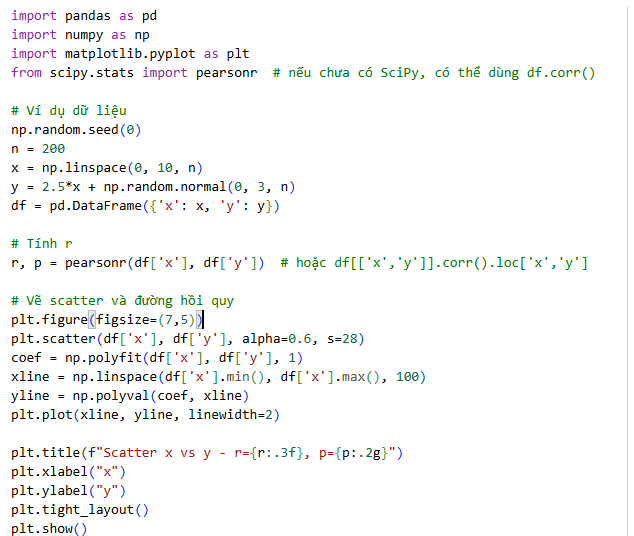 import pandas as pd
import numpy as np
import matplotlib.pyplot as plt
from scipy.stats import pearsonr  # nếu chưa có SciPy, có thể dùng df.corr()

# Ví dụ dữ liệu
np.random.seed(0)
n = 200
x = np.linspace(0, 10, n)
y = 2.5*x + np.random.normal(0, 3, n)
df = pd.DataFrame({'x': x, 'y': y})

# Tính r
r, p = pearsonr(df['x'], df['y'])  # hoặc df[['x','y']].corr().loc['x','y']

# Vẽ scatter và đường hồi quy
plt.figure(figsize=(7,5))
plt.scatter(df['x'], df['y'], alpha=0.6, s=28)
coef = np.polyfit(df['x'], df['y'], 1)
xline = np.linspace(df['x'].min(), df['x'].max(), 100)
yline = np.polyval(coef, xline)
plt.plot(xline, yline, linewidth=2)

plt.title(f"Scatter x vs y - r={r:.3f}, p={p:.2g}")
plt.xlabel("x")
plt.ylabel("y")
plt.tight_layout()
plt.show()